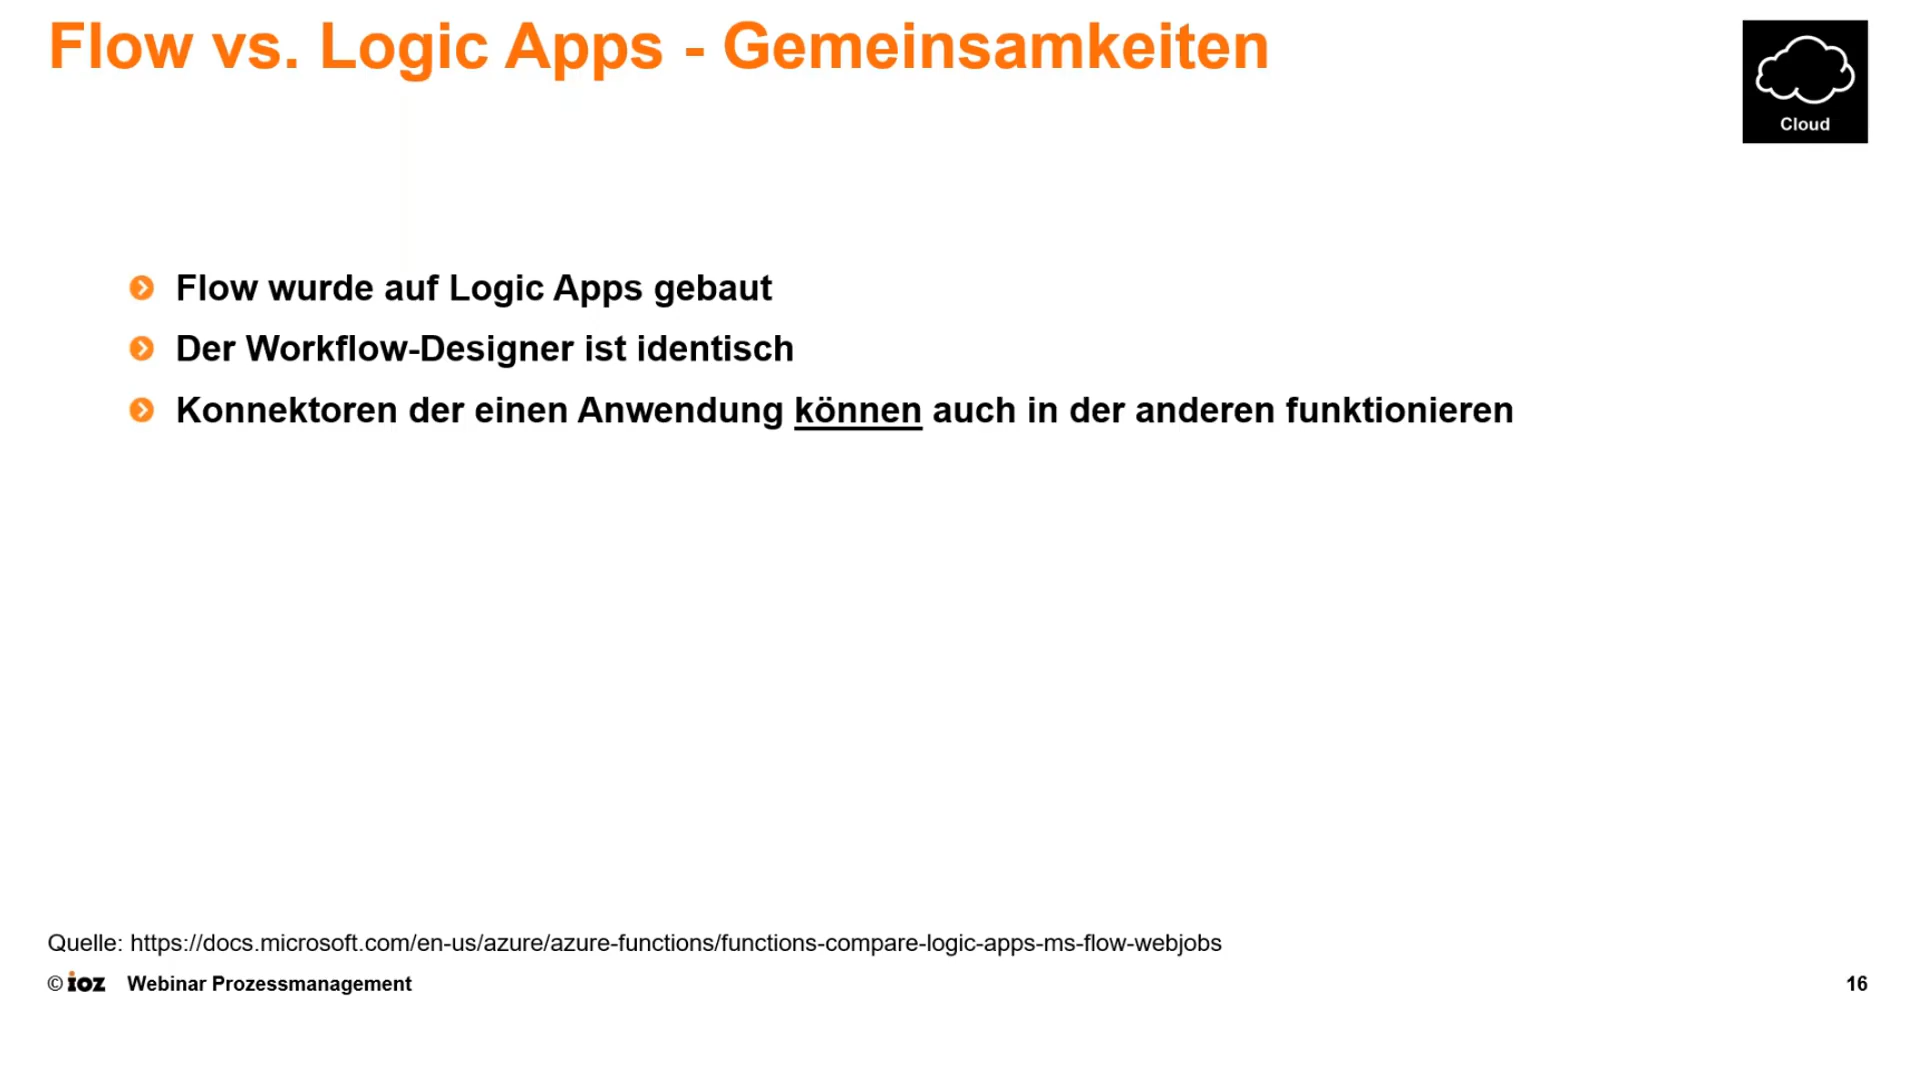 Flow vs. Logic Apps - Gemeinsamkeiten
Cloud
Flow wurde auf Logic Apps gebaut
Der Workflow-Designer ist identisch
Konnektoren der einen Anwendung können auch in der anderen funktionieren
Quelle: https://docs.microsoft.com/en-us/azure/azure-functions/functions-compare-logic-apps-ms-flow-webjobs
© ioz Webinar Prozessmanagement 16